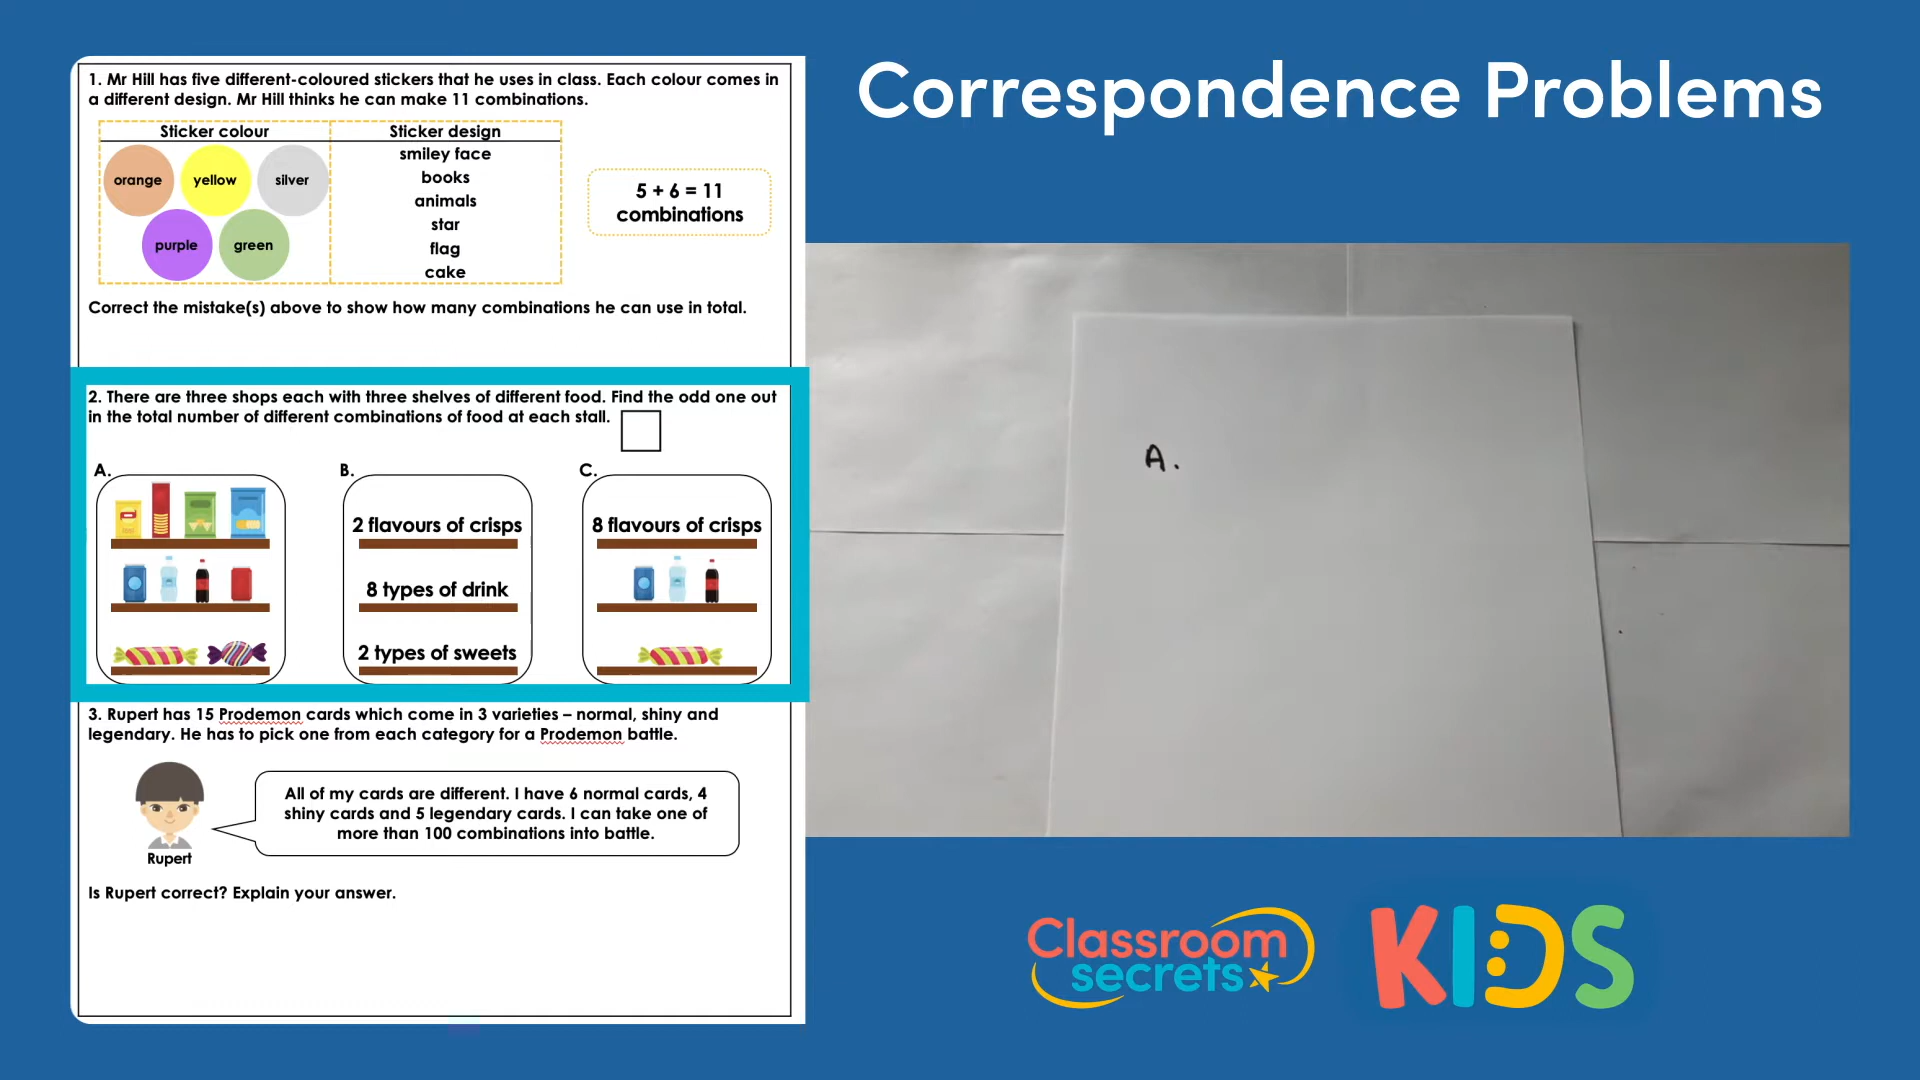 Correspondence Problems
1. Mr Hill has five different-coloured stickers that he uses in class. Each colour comes in
a different design. Mr Hill thinks he can make 11 combinations.
Sticker colour
Sticker design
orange
yellow
silver
purple
green
smiley face
books
animals
star
flag
cake
5 + 6 = 11
combinations
Correct the mistake(s) above to show how many combinations he can use in total.
2. There are three shops each with three shelves of different food. Find the odd one out
in the total number of different combinations of food at each stall.
A.
B.
2 flavours of crisps
8 types of drink
2 types of sweets
C.
8 flavours of crisps
3. Rupert has 15 Prodemon cards which come in 3 varieties – normal, shiny and
legendary. He has to pick one from each category for a Prodemon battle.
All of my cards are different. I have 6 normal cards, 4
shiny cards and 5 legendary cards. I can take one of
more than 100 combinations into battle.
Rupert
Is Rupert correct? Explain your answer.
A.
Classroom
secrets
KIDS